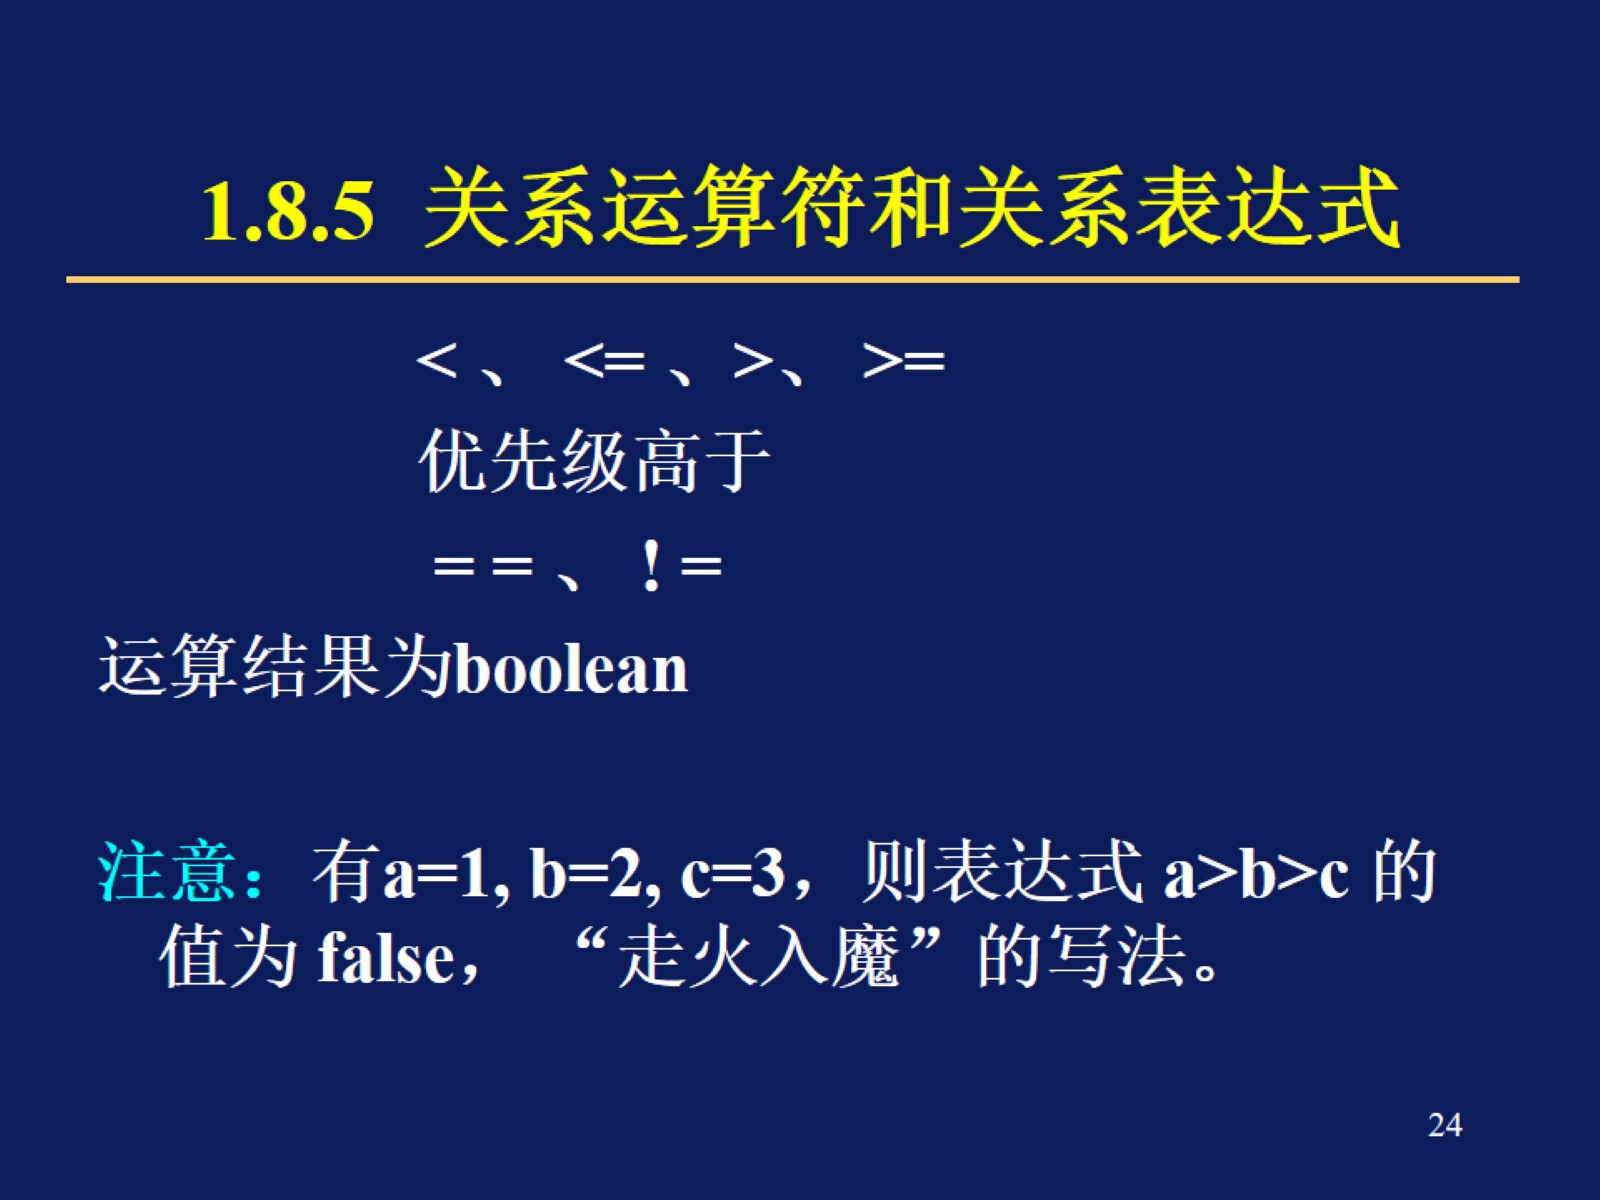 1.8.5 关系运算符和关系表达式
< 、 <= 、>、 >=
优先级高于
= = 、 ! =
运算结果为boolean
注意：有a=1, b=2, c=3，则表达式 a>b>c 的
值为 false， “走火入魔”的写法。
24